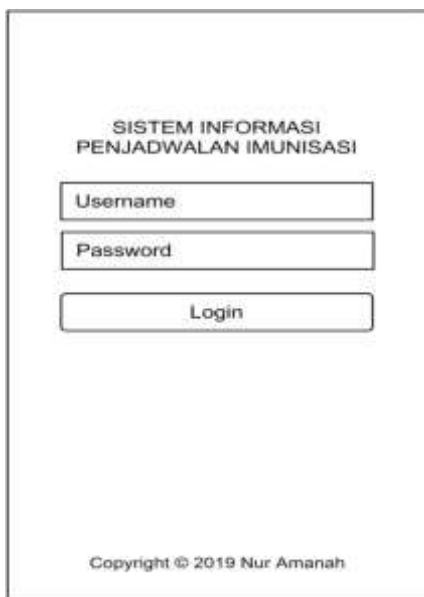 SISTEM INFORMASI
PENJADWALAN IMUNISASI
Username
Password
Login
Copyright © 2019 Nur Amanah